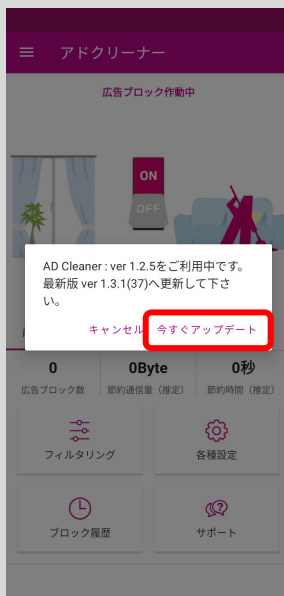 アドクリーナー
広告ブロック作動中
ON
OFF
AD Cleaner : ver 1.2.5をご利用中です。
最新版 ver 1.3.1(37)へ更新して下さ
い。
キャンセル 今すぐアップデート
0 0Byte 0秒
広告ブロック数 節約通信量（推定） 節約時間（推定）
フィルタリング 各種設定
ブロック履歴 サポート